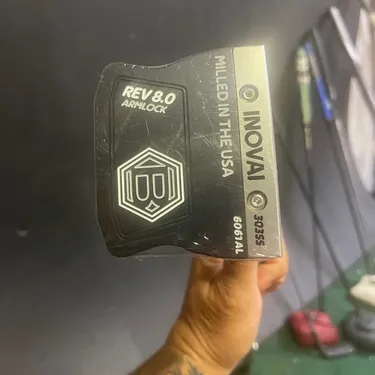 REV 8.0
ARMLOCK
MILLED IN THE USA
INOVAI
303SS
6061AL
B